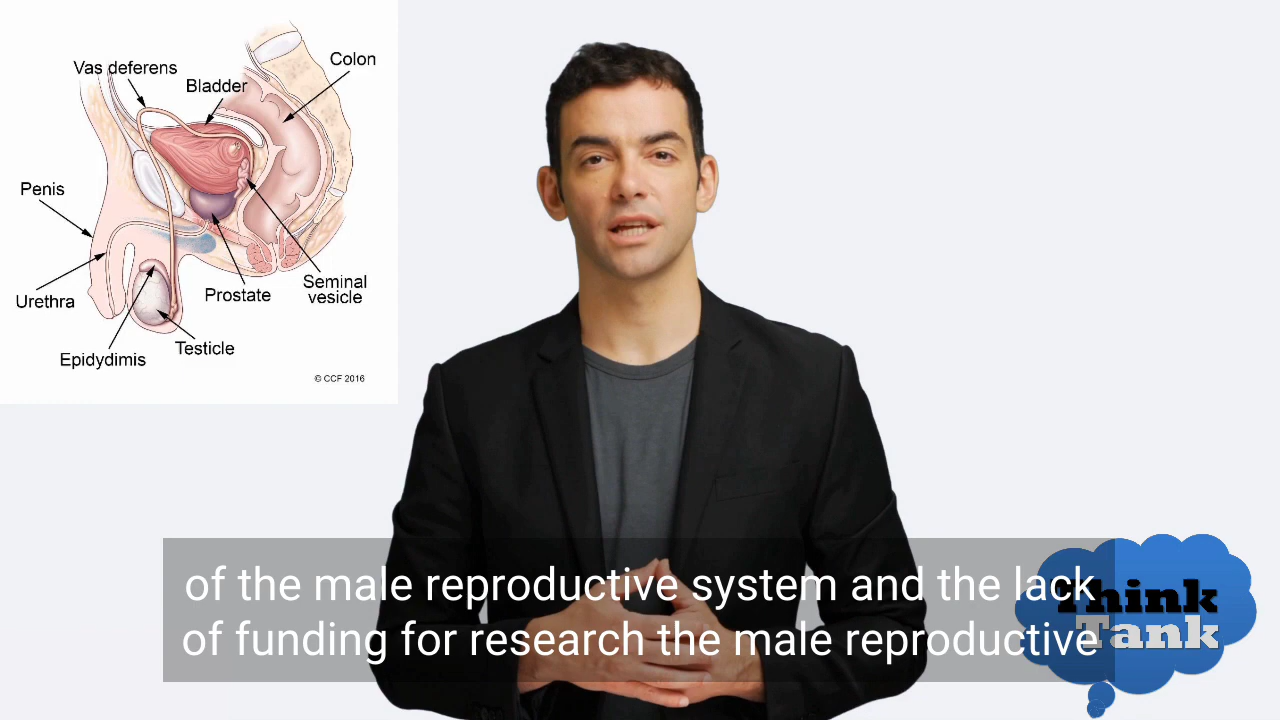 Vas deferens
Bladder
Colon
Penis
Urethra
Prostate
Seminal
vesicle
Epidydimis
Testicle
© CCF 2016
of the male reproductive system and the lack
of funding for research the male reproductive
Think
Tank